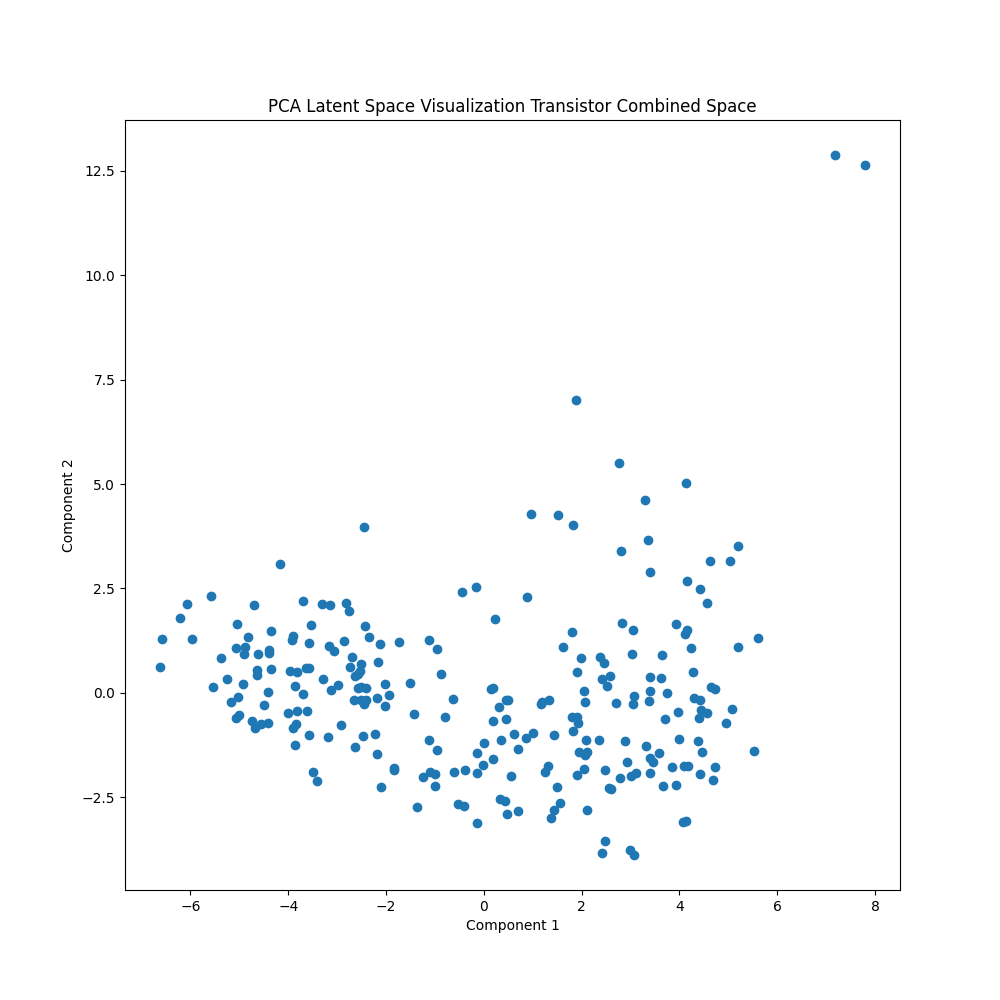 PCA Latent Space Visualization Transistor Combined Space
12.5
10.0
7.5
5.0
2.5
0.0
−2.5
Component 2
−6 −4 −2 0 2 4 6 8
Component 1